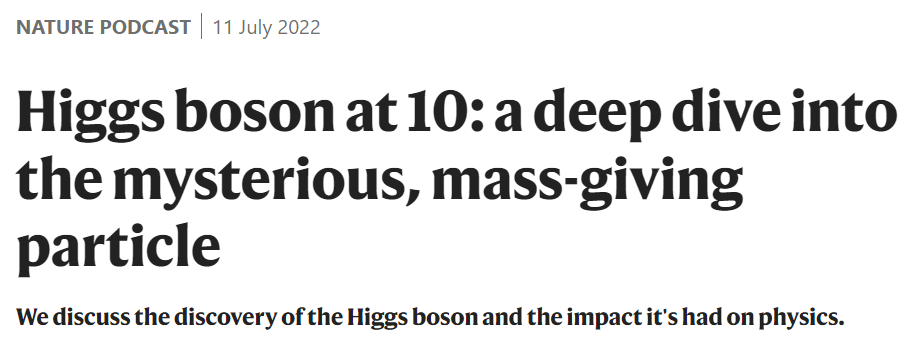 NATURE PODCAST | 11 July 2022
Higgs boson at 10: a deep dive into
the mysterious, mass-giving
particle
We discuss the discovery of the Higgs boson and the impact it's had on physics.